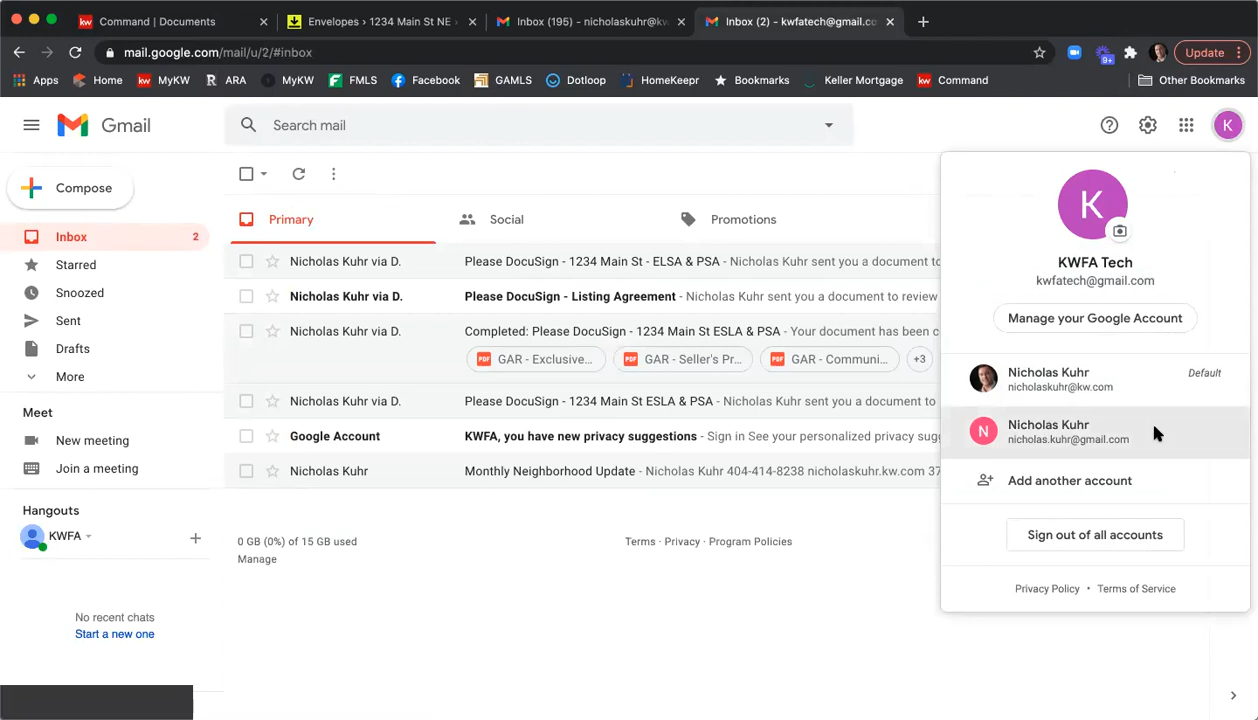 Command | Documents
Envelopes › 1234 Main St NE ›
Inbox (195) - nicholaskuhr@kw
Inbox (2) - kwfatech@gmail.co
mail.google.com/mail/u/2/#inbox
9+
Update
Apps
Home
kw MyKW
R ARA
MyKW
FMLS
Facebook
GAMLS
Dotloop
HomeKeepr
Bookmarks
Keller Mortgage
kw Command
Other Bookmarks
Gmail
Search mail
K
Compose
Inbox 2
Starred
Snoozed
Sent
Drafts
More
Meet
New meeting
Join a meeting
Hangouts
KWFA
No recent chats
Start a new one
Primary
Social
Promotions
Nicholas Kuhr via D. Please DocuSign - 1234 Main St - ELSA & PSA - Nicholas Kuhr sent you a document to
Nicholas Kuhr via D. Please DocuSign - Listing Agreement - Nicholas Kuhr sent you a document to review
Nicholas Kuhr via D. Completed: Please DocuSign - 1234 Main St ESLA & PSA - Your document has been c
PDF GAR - Exclusive... PDF GAR - Seller's Pr... PDF GAR - Communi... +3
Nicholas Kuhr via D. Please DocuSign - 1234 Main St ESLA & PSA - Nicholas Kuhr sent you a document to
Google Account KWFA, you have new privacy suggestions - Sign in See your personalized privacy sug
Nicholas Kuhr Monthly Neighborhood Update - Nicholas Kuhr 404-414-8238 nicholaskuhr.kw.com 37
0 GB (0%) of 15 GB used
Manage
Terms · Privacy · Program Policies
K
KWFA Tech
kwfatech@gmail.com
Manage your Google Account
Nicholas Kuhr
nicholaskuhr@kw.com
Default
N
Nicholas Kuhr
nicholas.kuhr@gmail.com
Add another account
Sign out of all accounts
Privacy Policy • Terms of Service